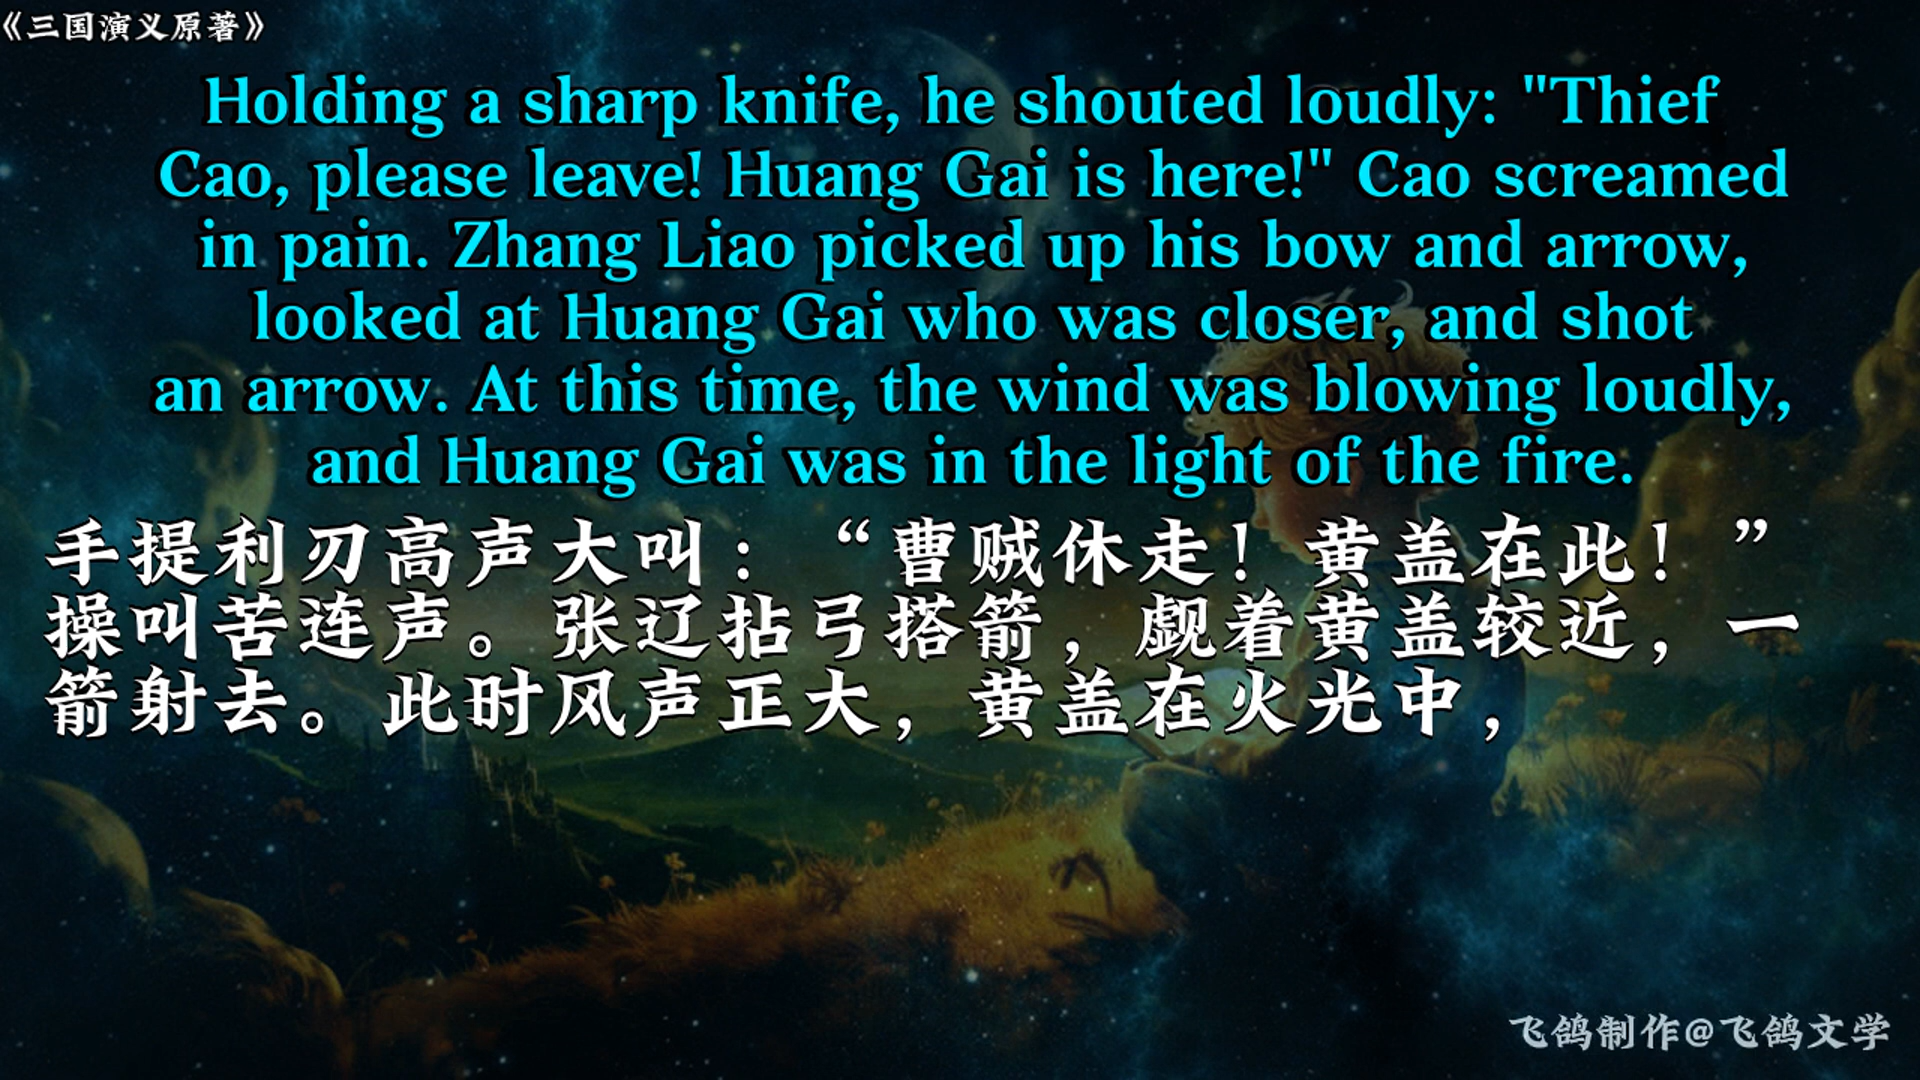 《三国演义原著》
Holding a sharp knife, he shouted loudly: "Thief
Cao, please leave! Huang Gai is here!" Cao screamed
in pain. Zhang Liao picked up his bow and arrow,
looked at Huang Gai who was closer, and shot
an arrow. At this time, the wind was blowing loudly,
and Huang Gai was in the light of the fire.
手提利刃高声大叫：“曹贼休走！黄盖在此！”
操叫苦连声。张辽拈弓搭箭，觑着黄盖较近，一
箭射去。此时风声正大，黄盖在火光中，
飞鸽制作@飞鸽文学